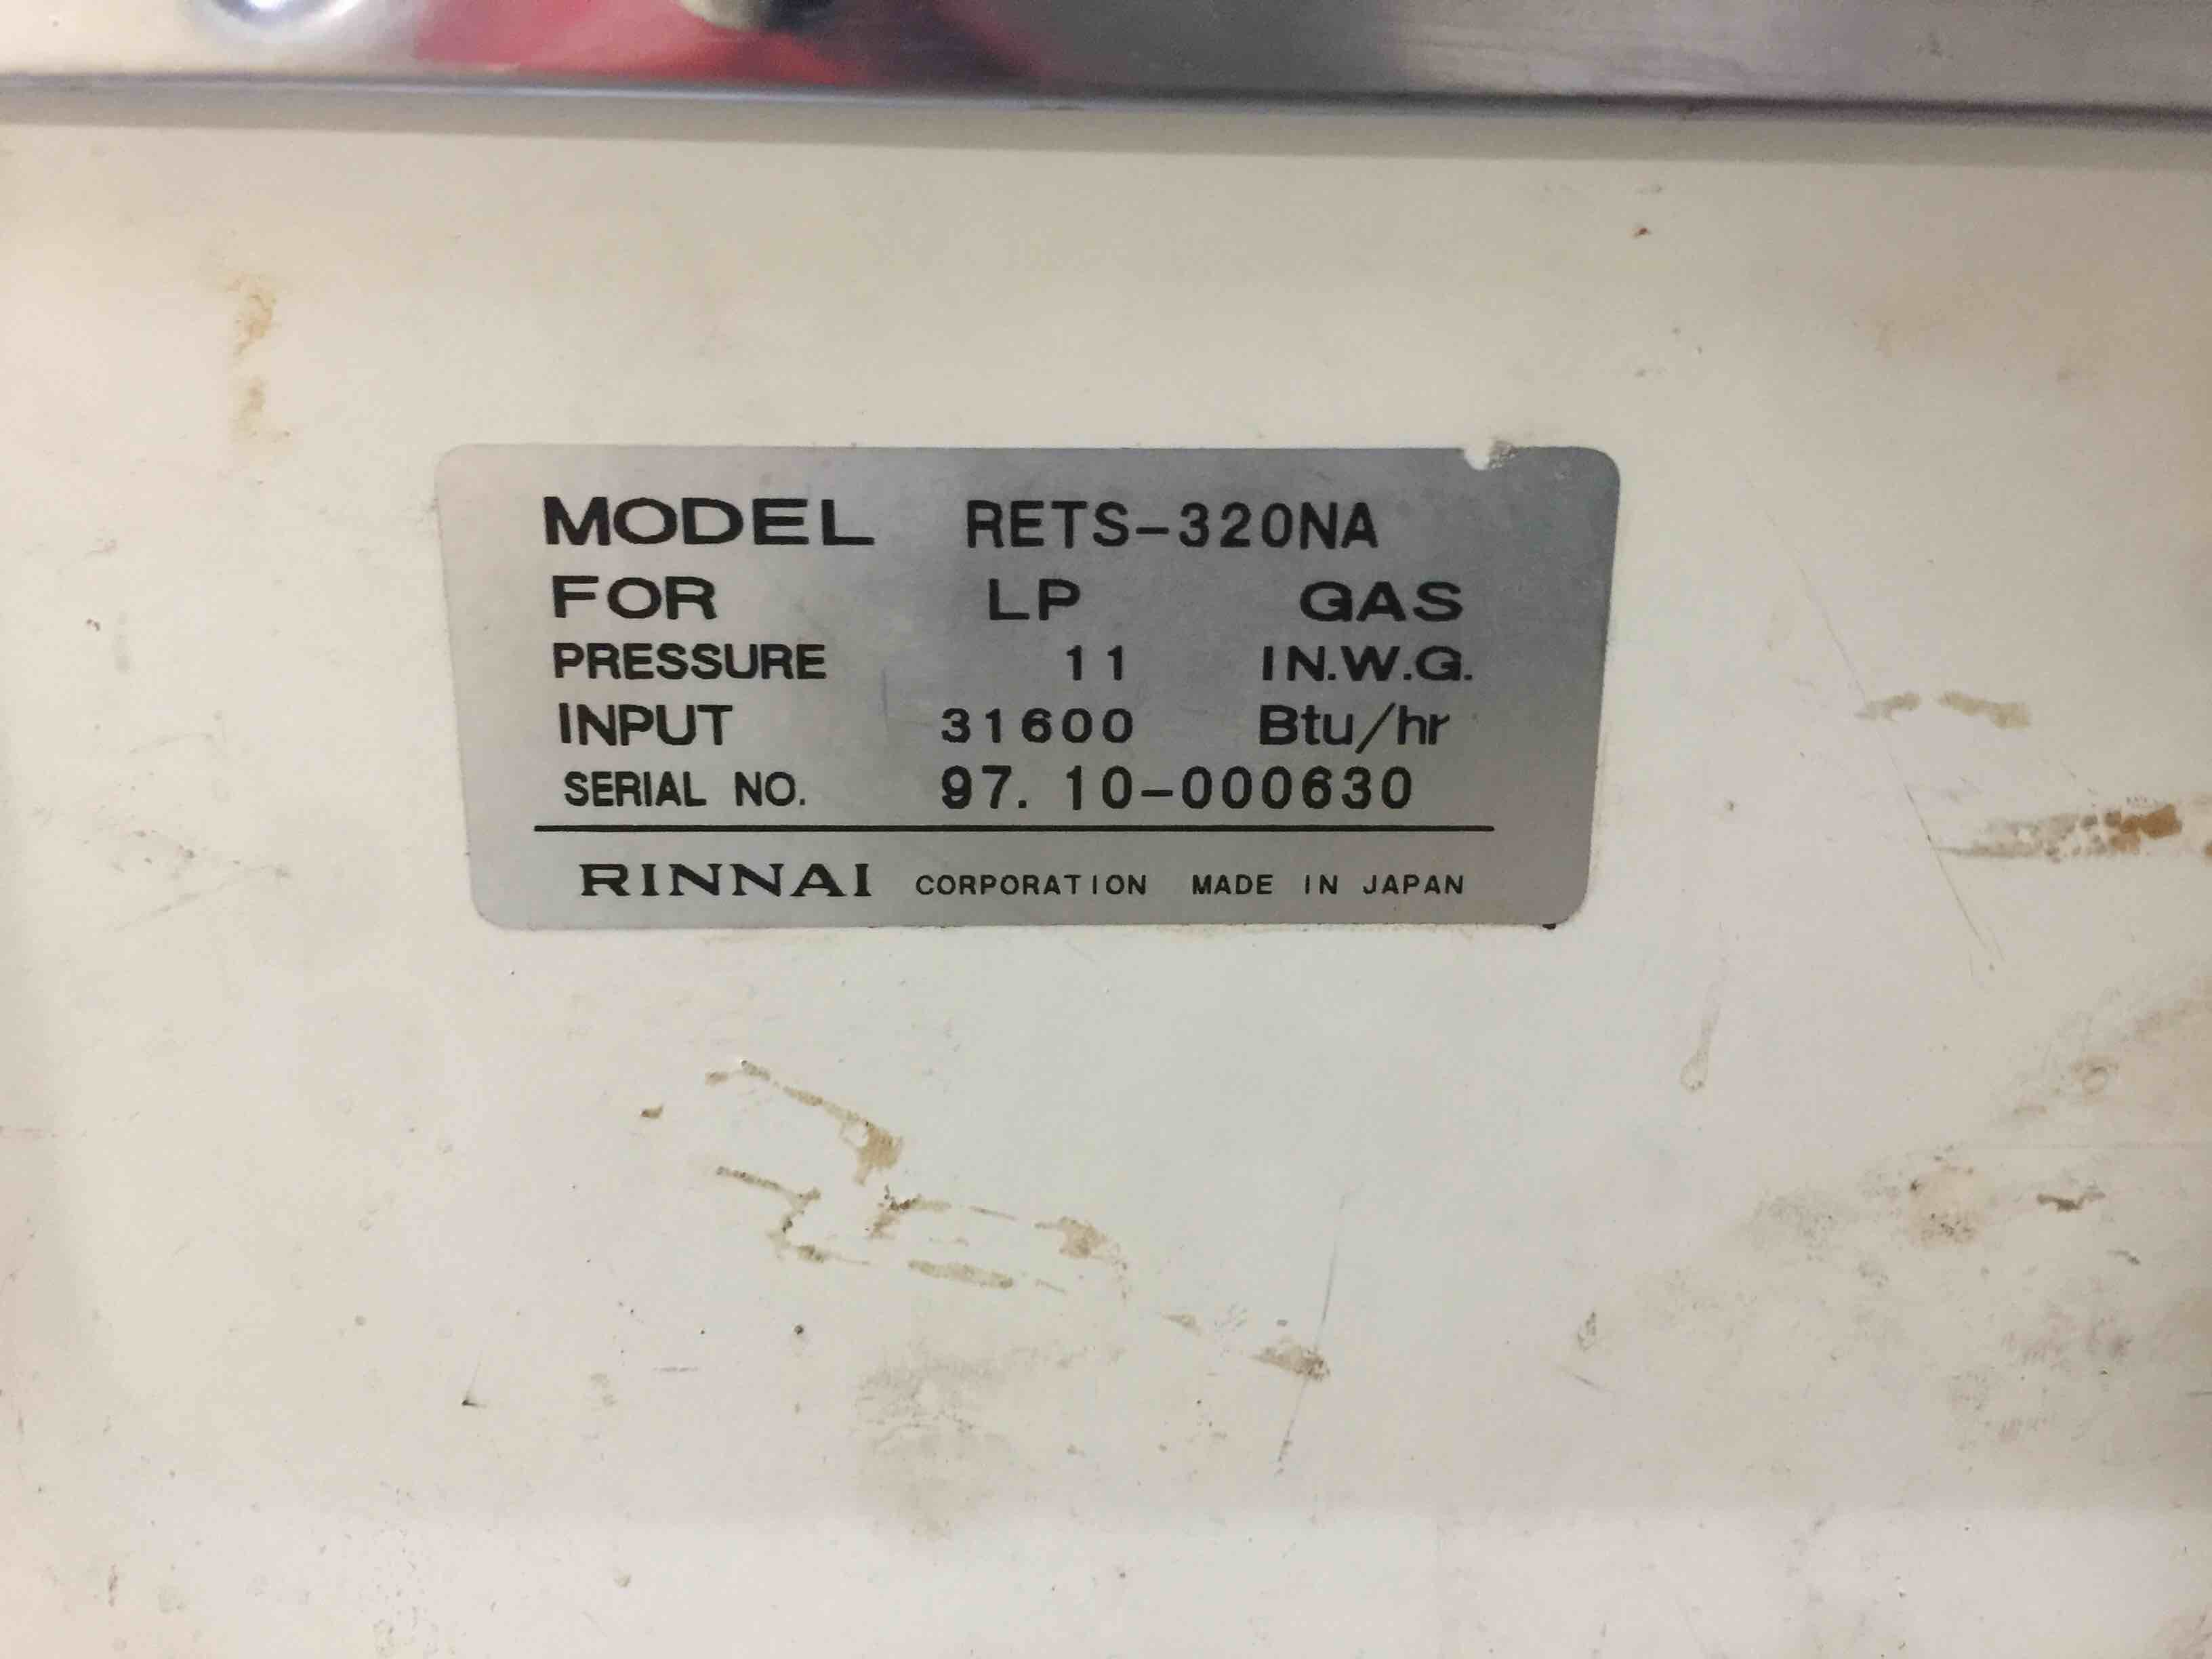 MODEL RETS-320NA
FOR LP GAS
PRESSURE 11 IN.W.G.
INPUT 31600 Btu/hr
SERIAL NO. 97.10-000630
RINNAI CORPORATION MADE IN JAPAN